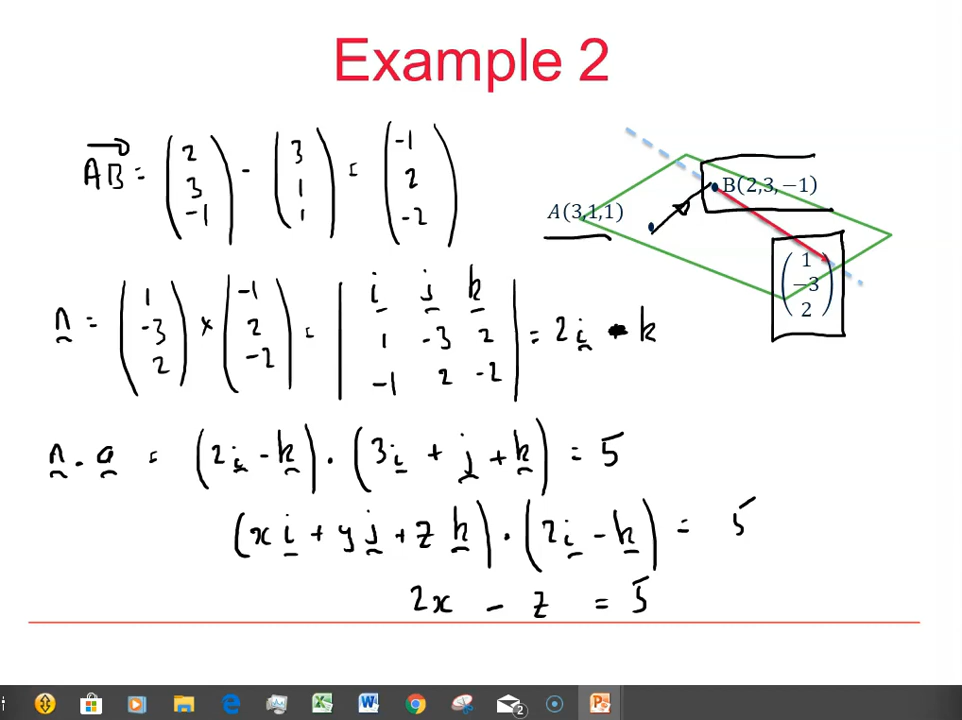 Example 2
AB = (2 3 -1) - (3 1 1) = (-1 2 -2)
A(3,1,1)
B(2,3,−1)
(1 −3 2)
n = (1 -3 2) × (-1 2 -2) = | i j k 1 -3 2 -1 2 -2 | = 2i - k
n . a = (2i - k) . (3i + j + k) = 5
(xi + yj + zk) . (2i - k) = 5
2x - z = 5
2